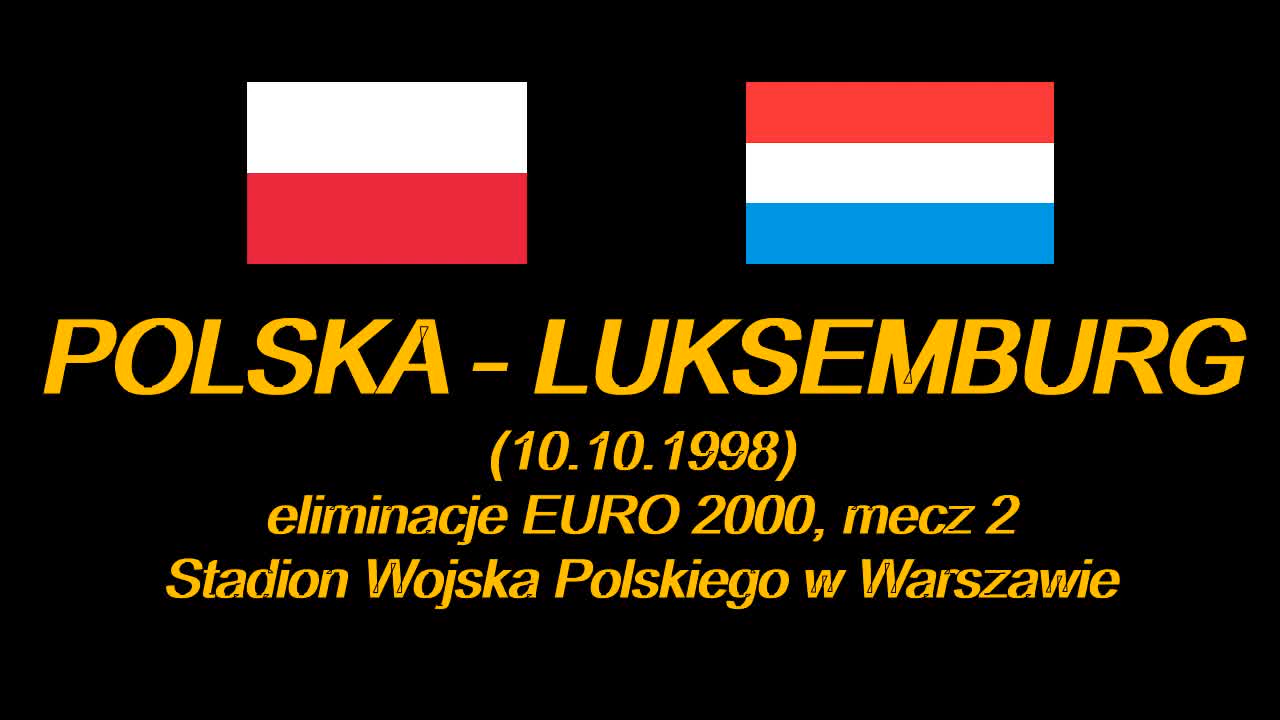 POLSKA - LUKSEMBURG
(10.10.1998)
eliminacje EURO 2000, mecz 2
Stadion Wojska Polskiego w Warszawie